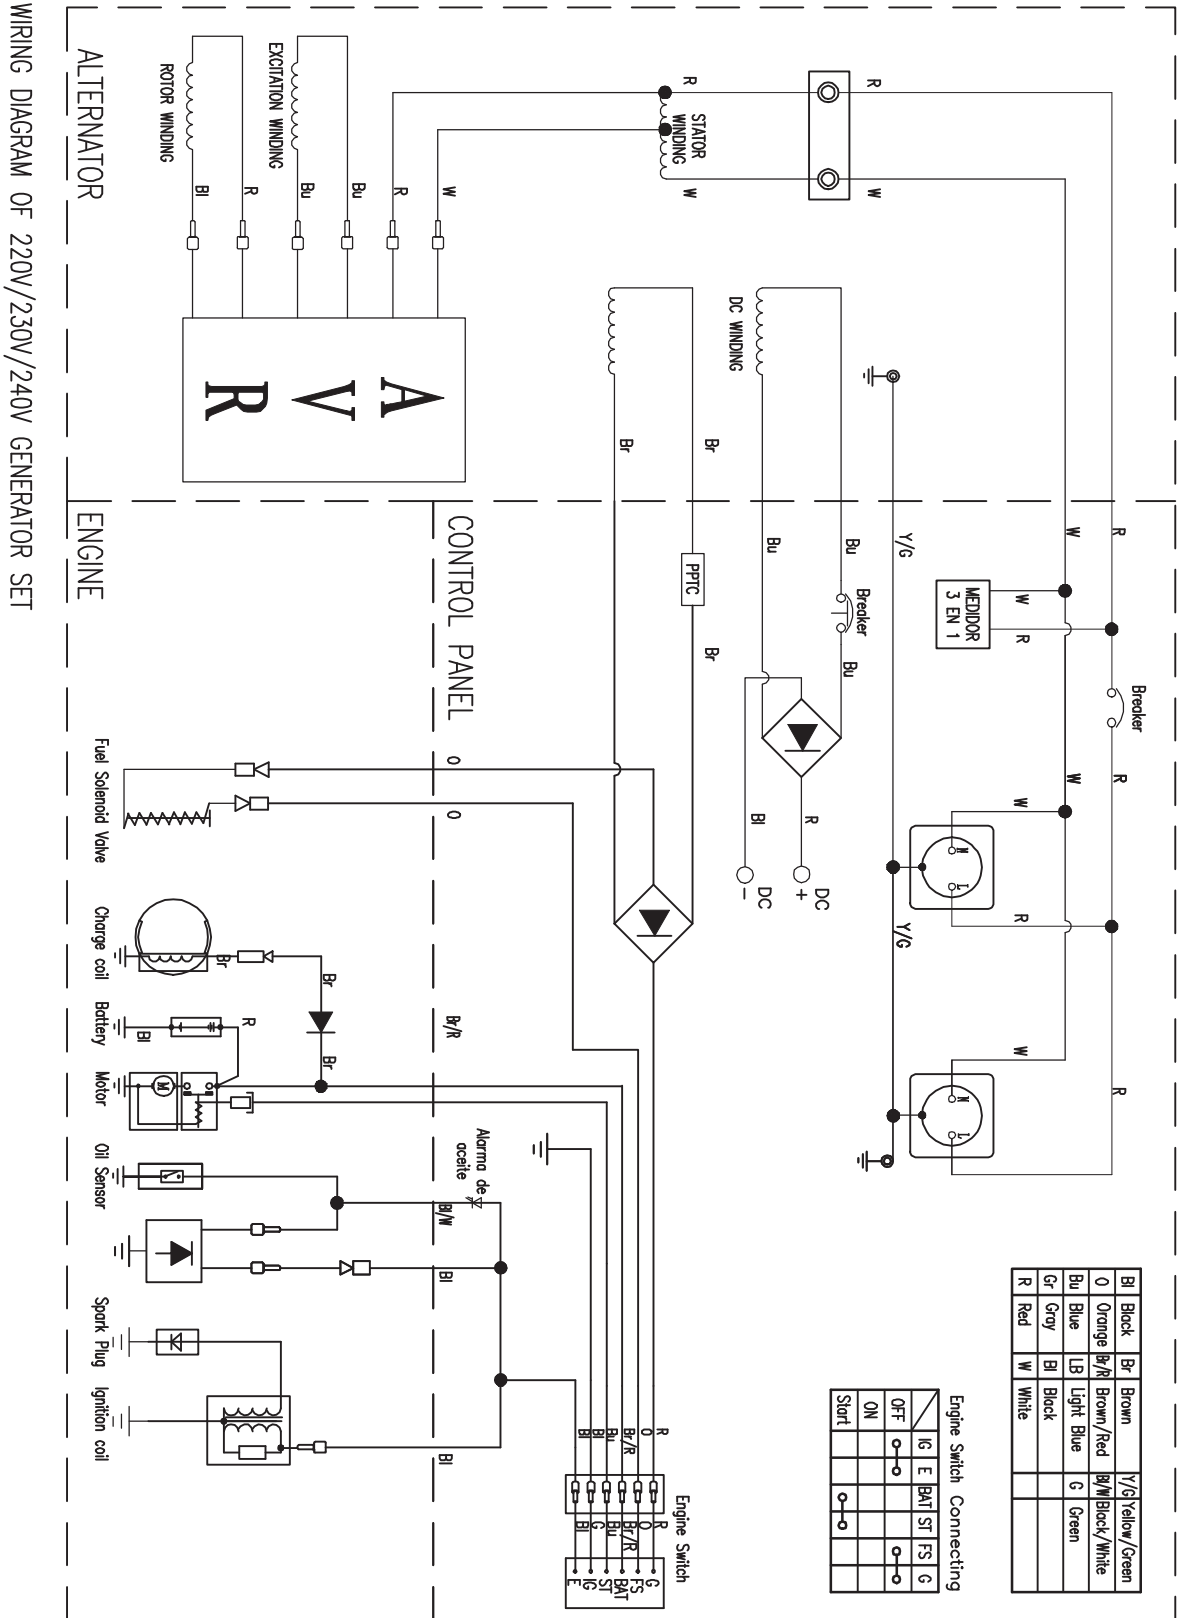 WIRING DIAGRAM OF 220V/230V/240V GENERATOR SET
ALTERNATOR
ENGINE
CONTROL PANEL
R
W
R
W
R
W
STATOR
WINDING
W
R
Bu
Bu
R
Bl
EXCITATION WINDING
ROTOR WINDING
A
V
R
DC WINDING
Br
Br
PPTC
Br
Bu
Bu
Breaker
Bu
Y/G
R
W
MEDIDOR
3 EN 1
W
R
Breaker
R
W
W
R
N
L
Y/G
W
R
N
L
R
Bl
DC
+
DC
-
O
O
Br/R
Bl/W
Bl
Bl
Fuel Solenoid Valve
Charge coil
Battery
Motor
Oil Sensor
Spark Plug
Ignition coil
Br
Br
Br
R
Bl
M
Alarma de
aceite
R
O
Br/R
Bu
Bl
Bl
R
O
Br/R
Bu
G
Bl
Engine Switch
G
FS
BAT
ST
IG
E
Bl Black Br Brown Y/G Yellow/Green
O Orange Br/R Brown/Red Bl/W Black/White
Bu Blue LB Light Blue G Green
Gr Gray Bl Black
R Red W White
Engine Switch Connecting
IG E BAT ST FS G
OFF
ON
Start